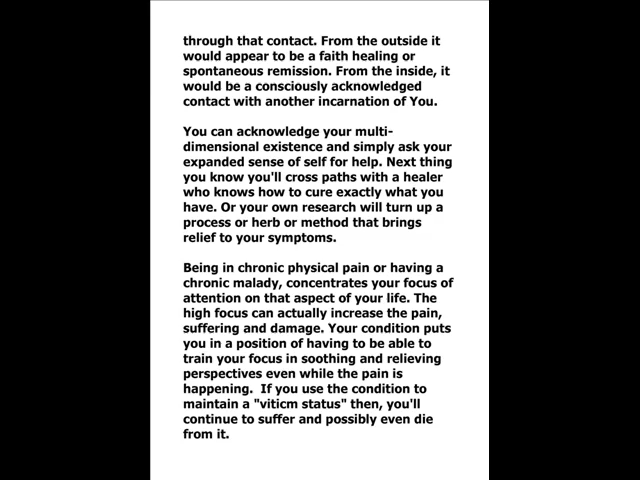 through that contact. From the outside it
would appear to be a faith healing or
spontaneous remission. From the inside, it
would be a consciously acknowledged
contact with another incarnation of You.
You can acknowledge your multi-
dimensional existence and simply ask your
expanded sense of self for help. Next thing
you know you'll cross paths with a healer
who knows how to cure exactly what you
have. Or your own research will turn up a
process or herb or method that brings
relief to your symptoms.
Being in chronic physical pain or having a
chronic malady, concentrates your focus of
attention on that aspect of your life. The
high focus can actually increase the pain,
suffering and damage. Your condition puts
you in a position of having to be able to
train your focus in soothing and relieving
perspectives even while the pain is
happening.  If you use the condition to
maintain a "viticm status" then, you'll
continue to suffer and possibly even die
from it.